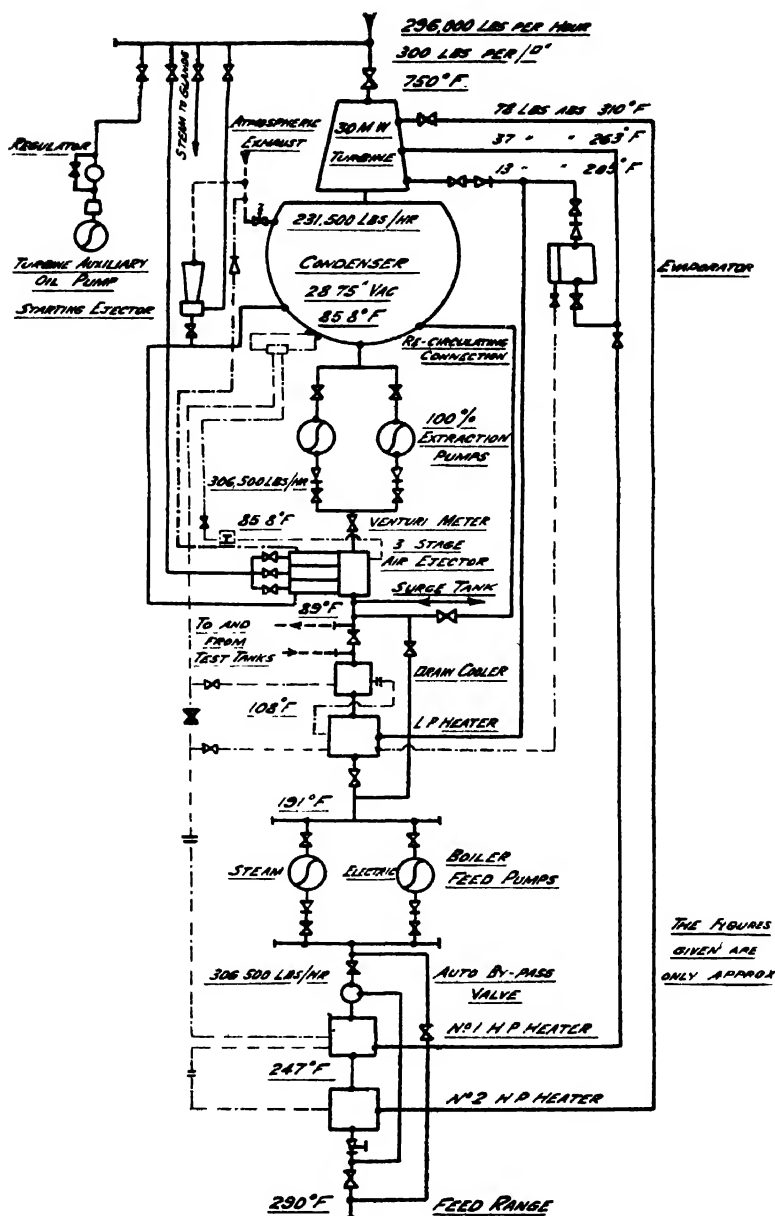 296,000 LBS PER HOUR
300 LBS PER /□"
750°F.
STEAM TO GLANDS
ATMOSPHERIC
EXHAUST
REGULATOR
30 MW
TURBINE
78 LBS ABS 310°F
37 " " 263°F
13 " " 205°F
231,500 LBS/HR
CONDENSER
28 75" VAC
85.8°F
EVAPORATOR
TURBINE AUXILIARY
OIL PUMP
STARTING EJECTOR
RE-CIRCULATING
CONNECTION
100%
EXTRACTION
PUMPS
306,500 LBS/HR
85 8°F
VENTURI METER
3 STAGE
AIR EJECTOR
SURGE TANK
89°F
TO AND
FROM
TEST TANKS
DRAIN COOLER
108°F
L P HEATER
191°F
STEAM
ELECTRIC
BOILER
FEED PUMPS
THE FIGURES
GIVEN ARE
ONLY APPROX
306 500 LBS/HR
AUTO BY-PASS
VALVE
Nº1 H P HEATER
247°F
Nº2 H P HEATER
290°F
FEED RANGE